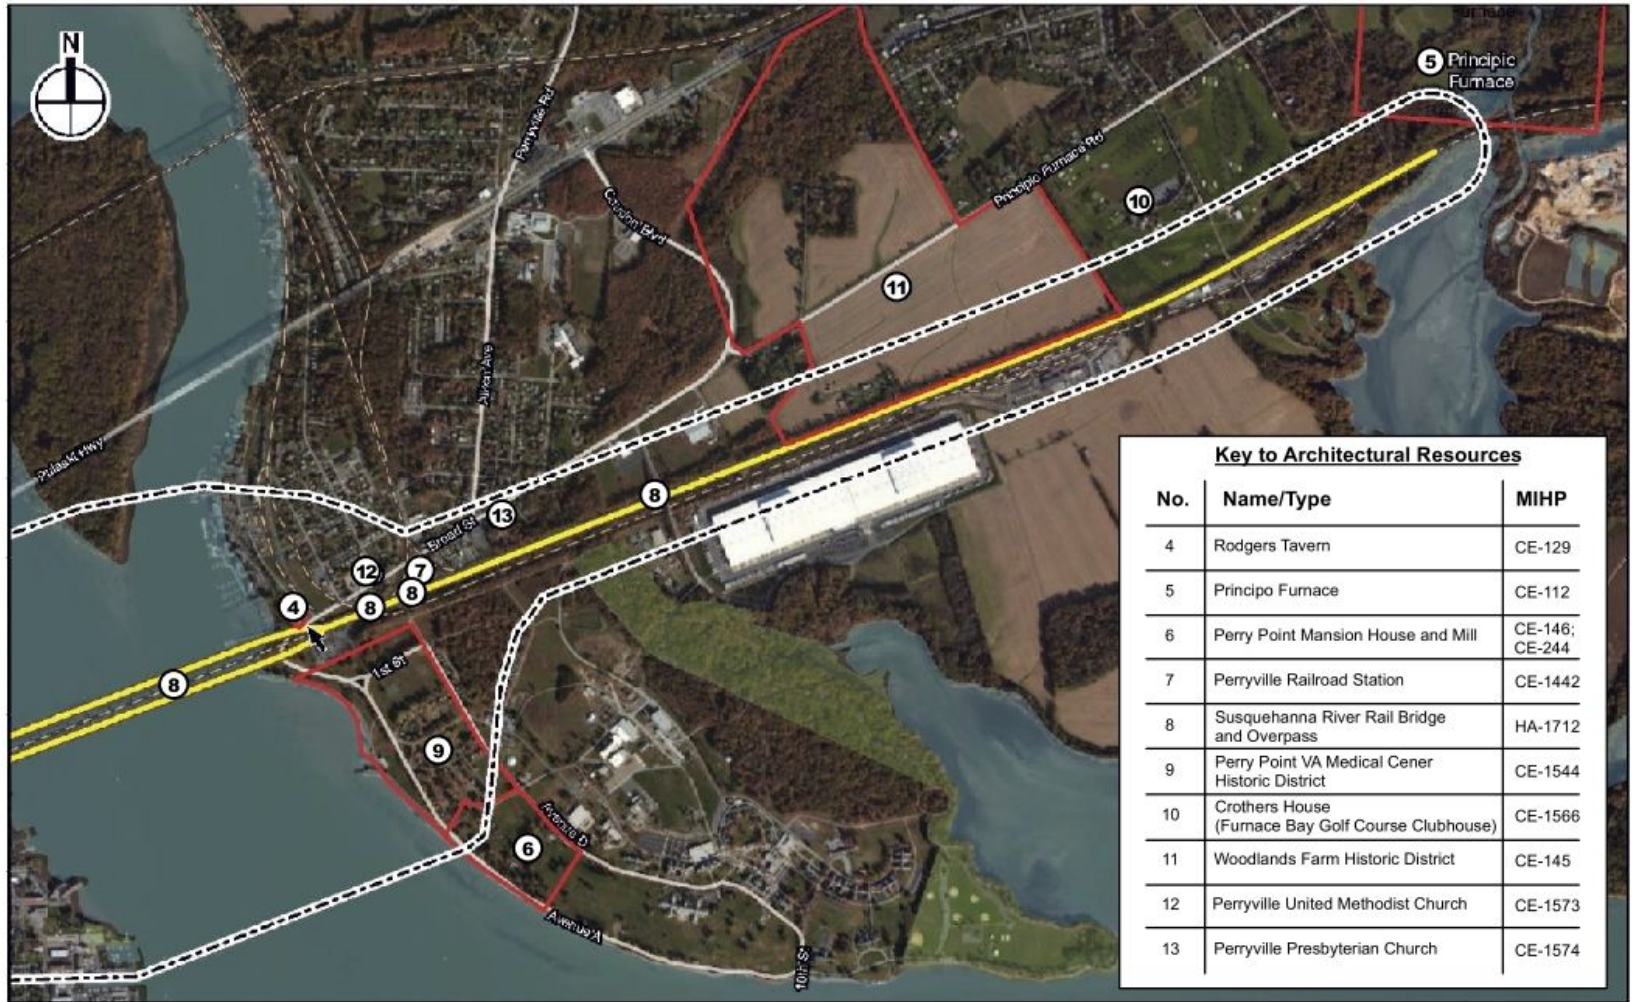 N
5 Principio
Furnace
Perryville Rd
Coudon Blvd
Principio Furnace Rd
10
11
Aiken Ave
Pulaski Hwy
8
13
Broad St
12
7
8
8
4
8
1st St
9
Avenue D
6
Avenue A
10th St
Key to Architectural Resources
No. Name/Type MIHP
4 Rodgers Tavern CE-129
5 Principo Furnace CE-112
6 Perry Point Mansion House and Mill CE-146;
CE-244
7 Perryville Railroad Station CE-1442
8 Susquehanna River Rail Bridge
and Overpass HA-1712
9 Perry Point VA Medical Cener
Historic District CE-1544
10 Crothers House
(Furnace Bay Golf Course Clubhouse) CE-1566
11 Woodlands Farm Historic District CE-145
12 Perryville United Methodist Church CE-1573
13 Perryville Presbyterian Church CE-1574